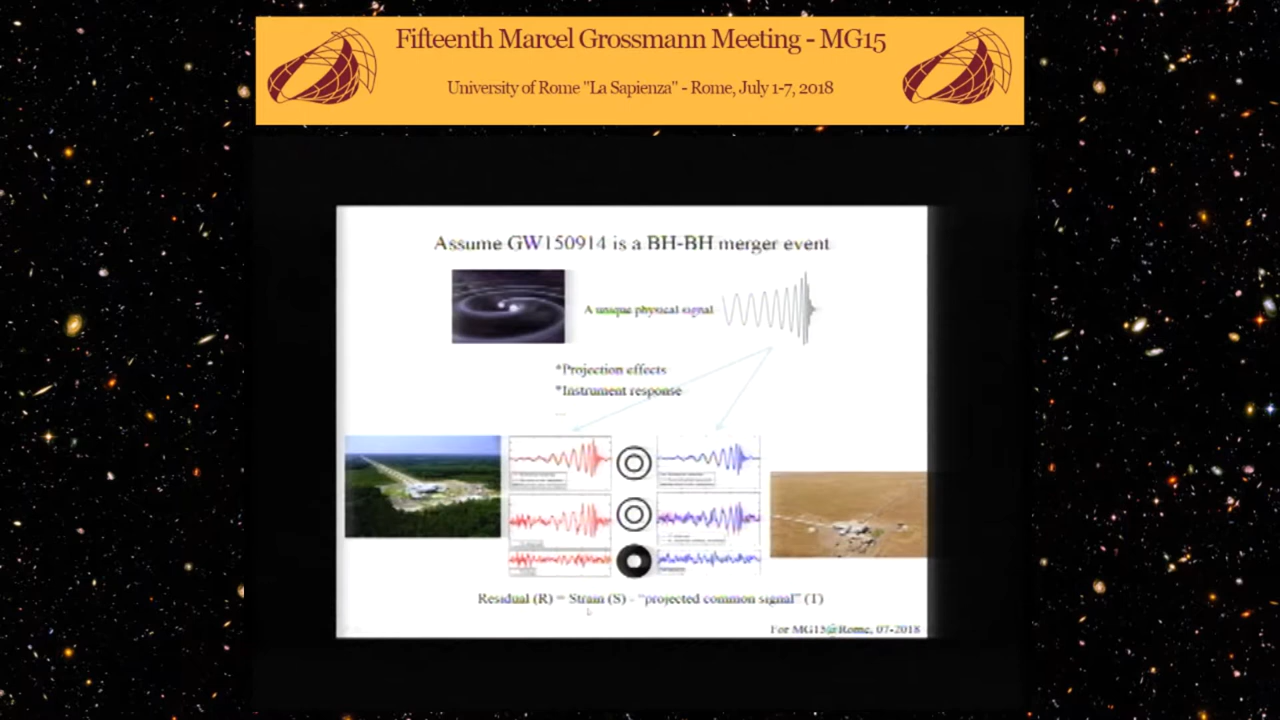 Fifteenth Marcel Grossmann Meeting - MG15
University of Rome "La Sapienza" - Rome, July 1-7, 2018
Assume GW150914 is a BH-BH merger event
A unique physical signal
*Projection effects
*Instrument response
...
Residual (R) = Strain (S) - "projected common signal" (T)
For MG15@Rome, 07-2018